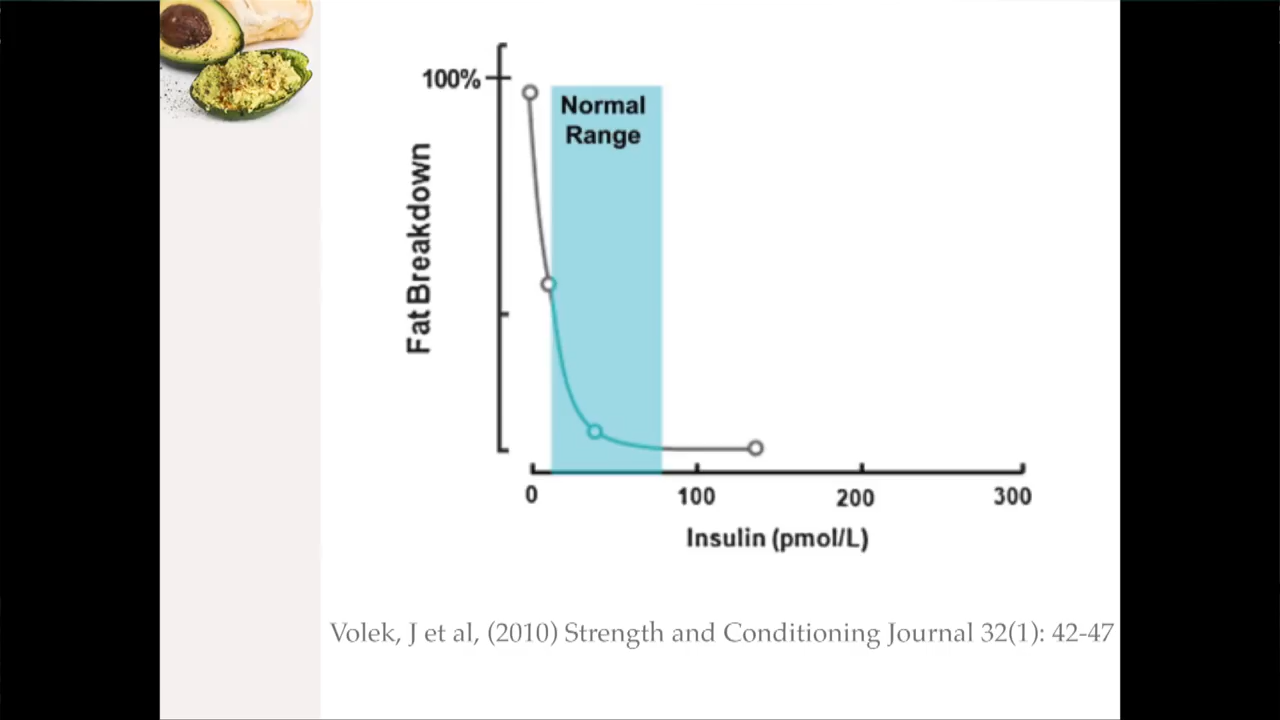 100%
Normal
Range
Fat Breakdown
0 100 200 300
Insulin (pmol/L)
Volek, J et al, (2010) Strength and Conditioning Journal 32(1): 42-47